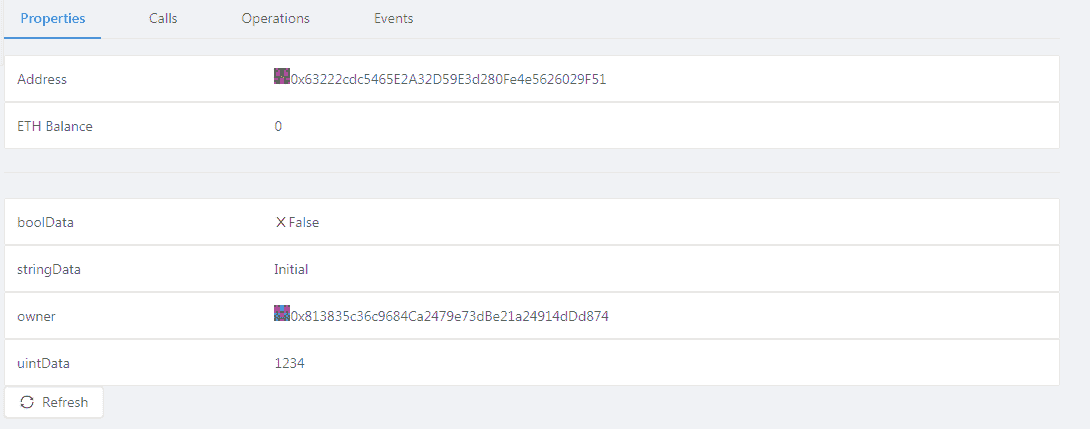 Properties Calls Operations Events
Address 0x63222cdc5465E2A32D59E3d280Fe4e5626029F51
ETH Balance 0
boolData X False
stringData Initial
owner 0x813835c36c9684Ca2479e73dBe21a24914dDd874
uintData 1234
Refresh